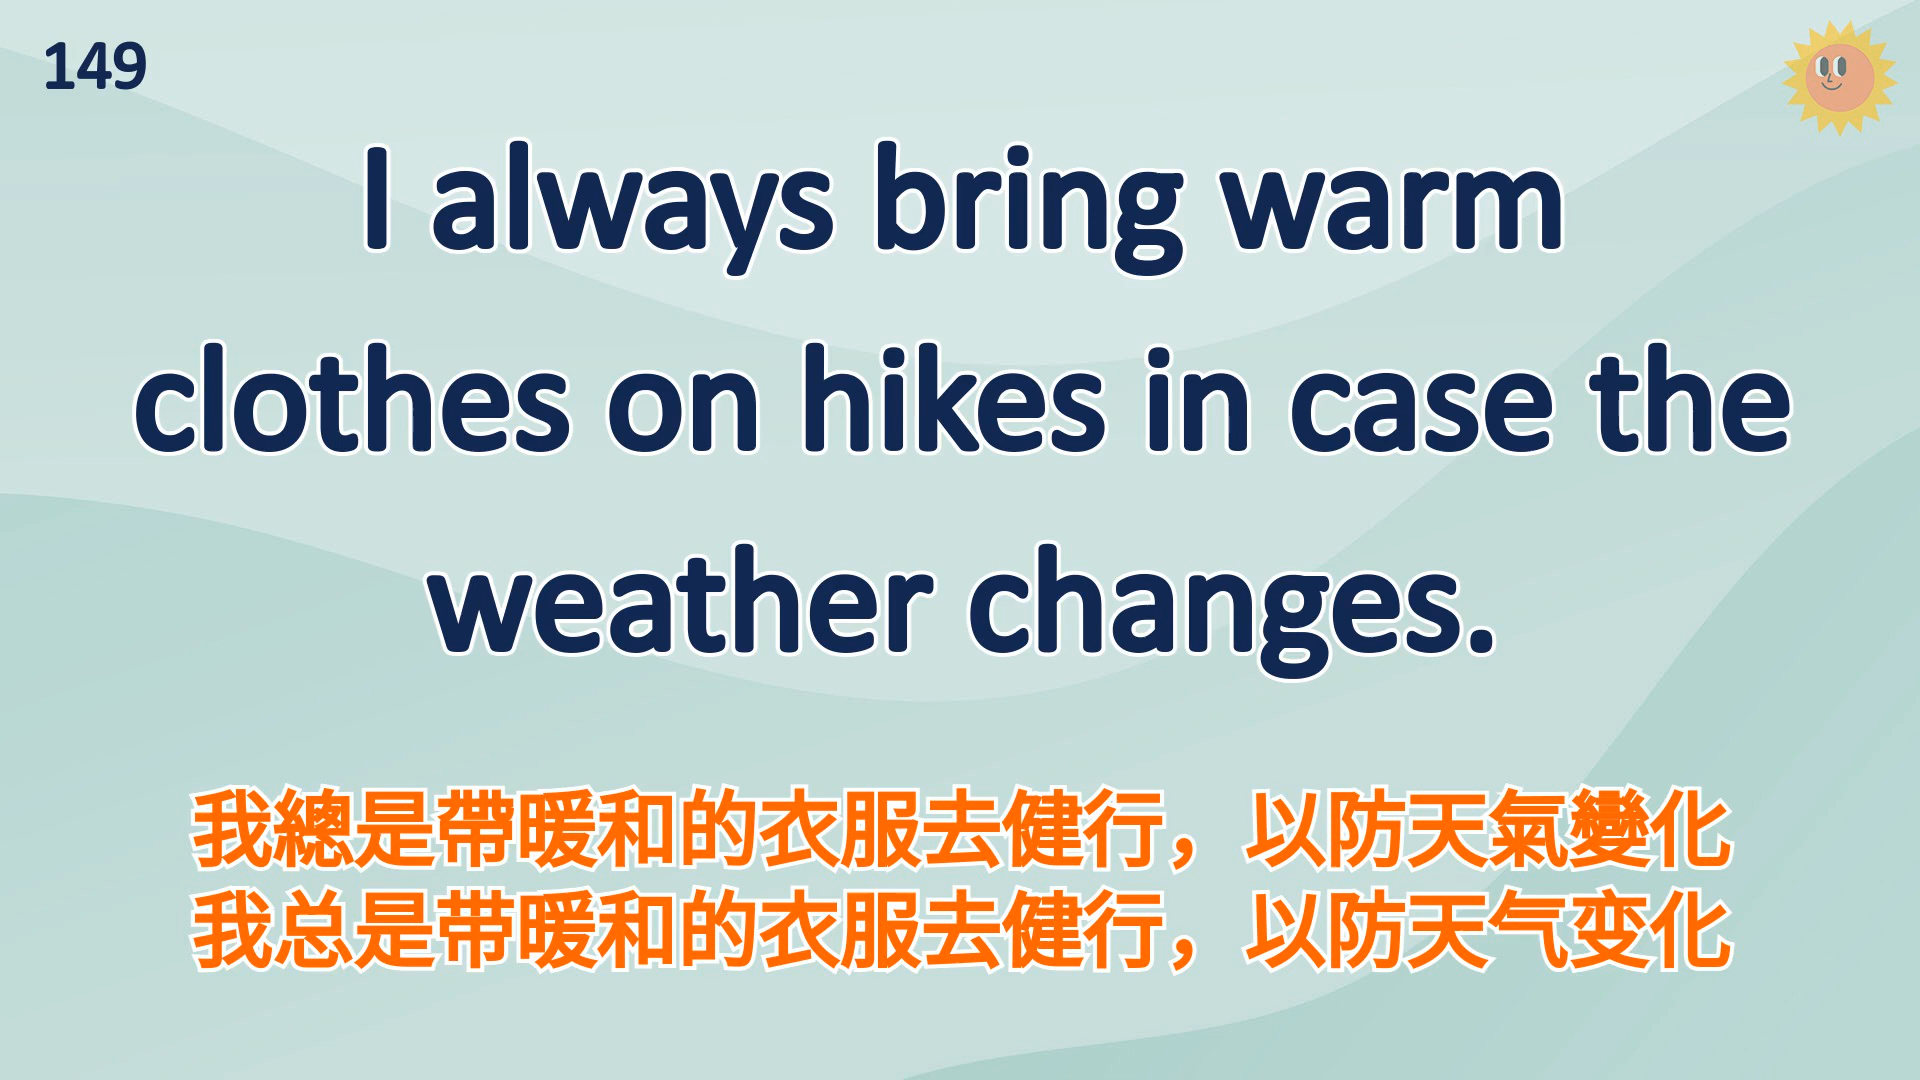 149
I always bring warm
clothes on hikes in case the
weather changes.
我總是帶暖和的衣服去健行，以防天氣變化
我总是带暖和的衣服去健行，以防天气变化